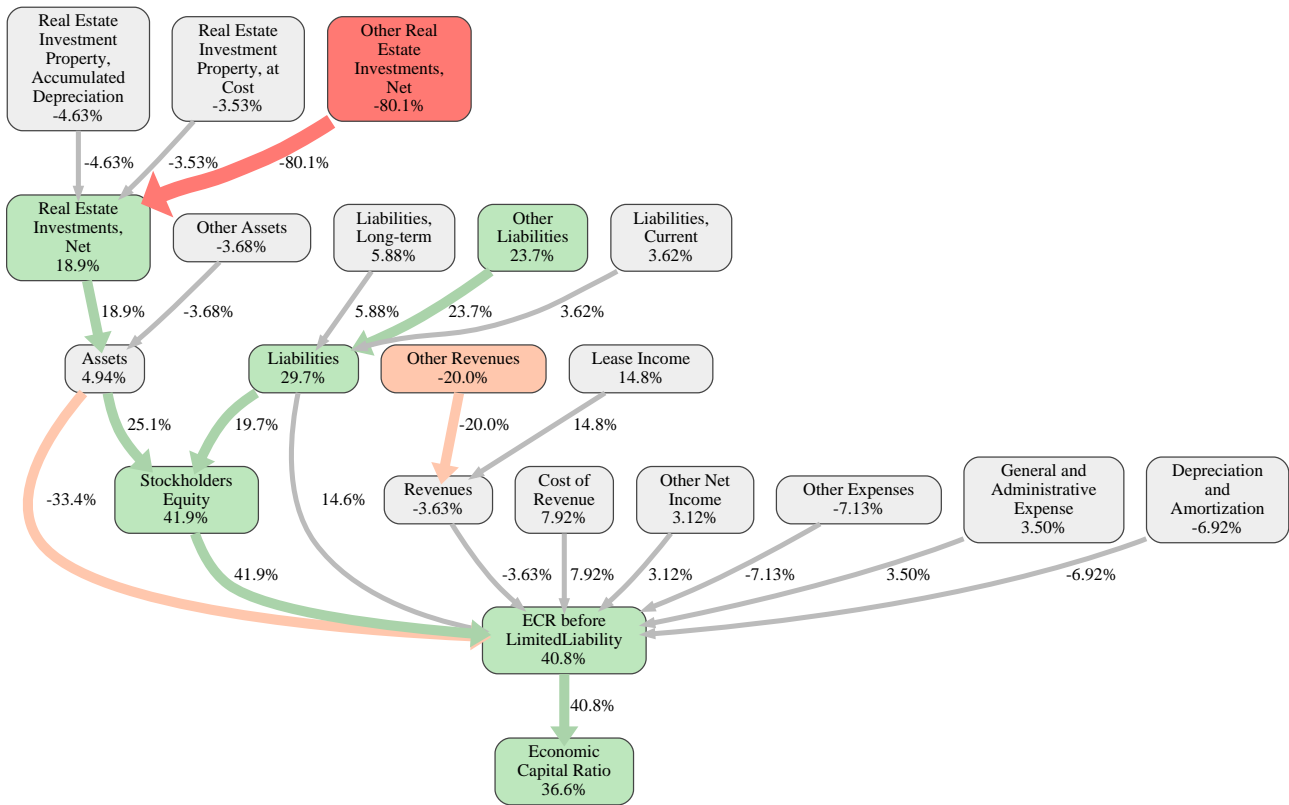 Real Estate
Investment
Property,
Accumulated
Depreciation
-4.63%
Real Estate
Investment
Property, at
Cost
-3.53%
Other Real
Estate
Investments,
Net
-80.1%
-4.63%
-3.53%
-80.1%
Real Estate
Investments,
Net
18.9%
Other Assets
-3.68%
Liabilities,
Long-term
5.88%
Other
Liabilities
23.7%
Liabilities,
Current
3.62%
18.9%
-3.68%
5.88%
23.7%
3.62%
Assets
4.94%
Liabilities
29.7%
Other Revenues
-20.0%
Lease Income
14.8%
25.1%
19.7%
-20.0%
14.8%
Stockholders
Equity
41.9%
Revenues
-3.63%
Cost of
Revenue
7.92%
Other Net
Income
3.12%
Other Expenses
-7.13%
General and
Administrative
Expense
3.50%
Depreciation
and
Amortization
-6.92%
-33.4%
14.6%
41.9%
-3.63%
7.92%
3.12%
-7.13%
3.50%
-6.92%
ECR before
LimitedLiability
40.8%
40.8%
Economic
Capital Ratio
36.6%